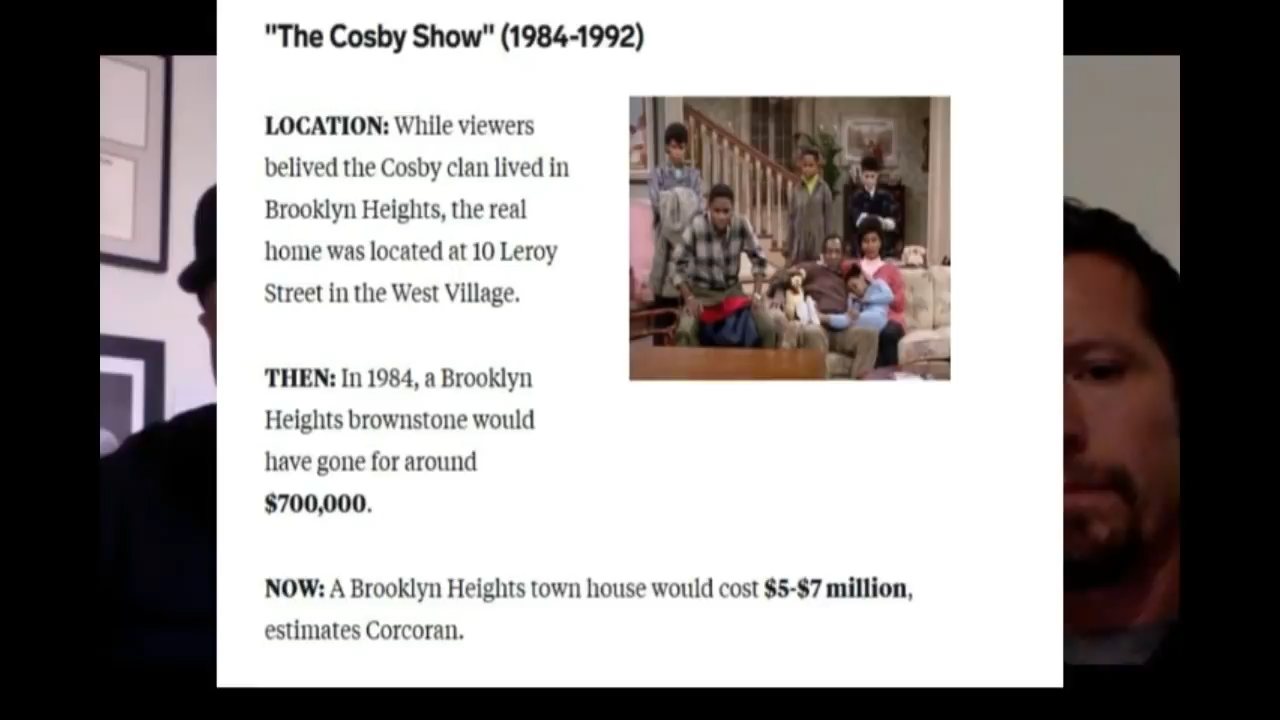 "The Cosby Show" (1984-1992)
LOCATION: While viewers
belived the Cosby clan lived in
Brooklyn Heights, the real
home was located at 10 Leroy
Street in the West Village.
THEN: In 1984, a Brooklyn
Heights brownstone would
have gone for around
$700,000.
NOW: A Brooklyn Heights town house would cost $5-$7 million,
estimates Corcoran.